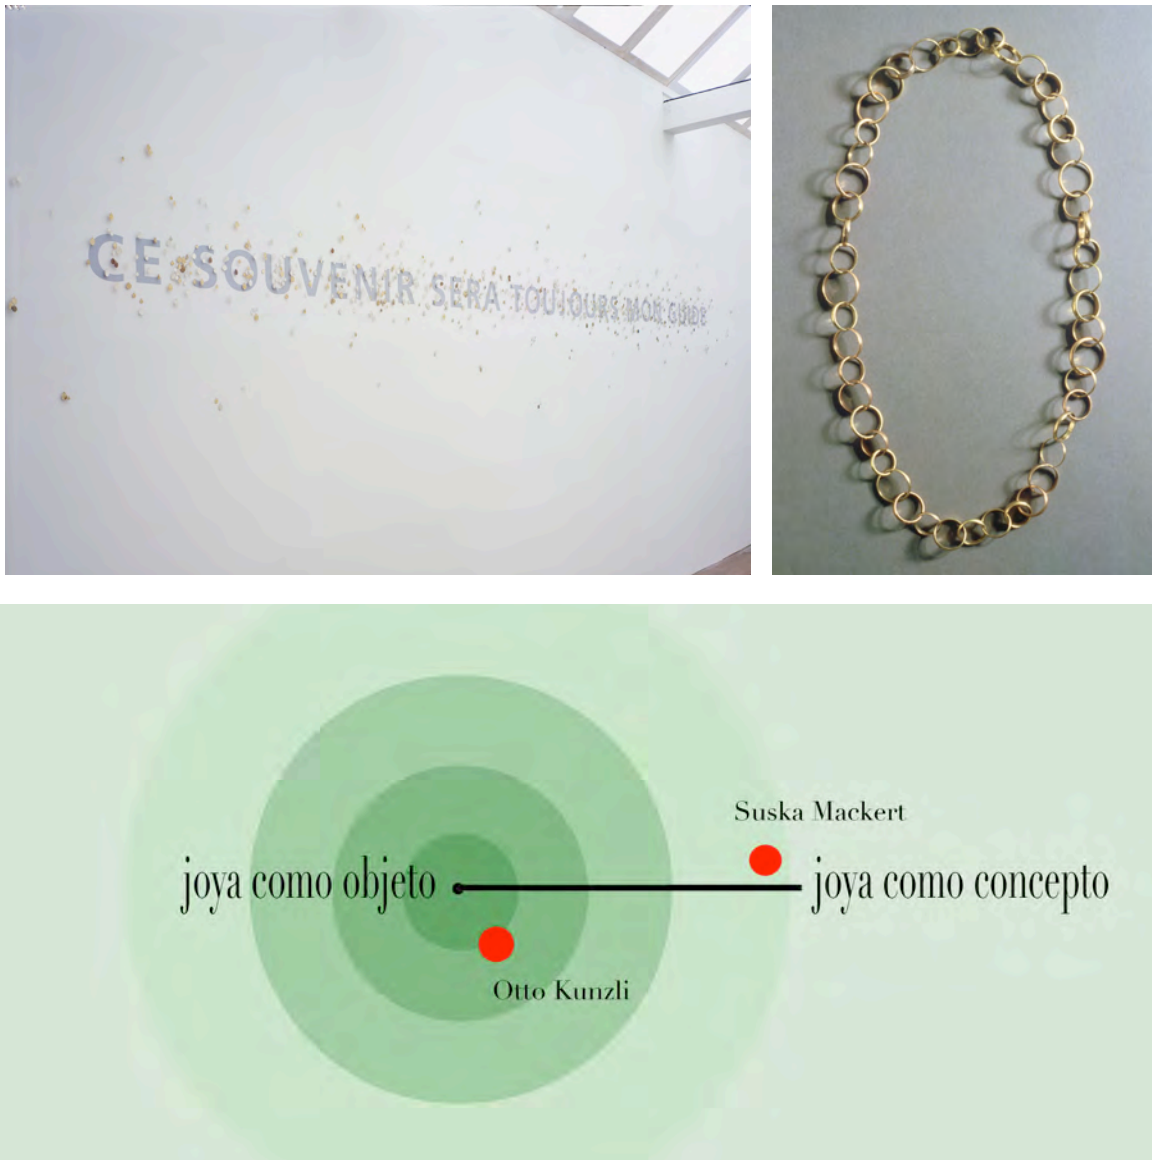 CE SOUVENIR SERA TOUJOURS MON GUIDE
Suska Mackert
joya como objeto
joya como concepto
Otto Kunzli